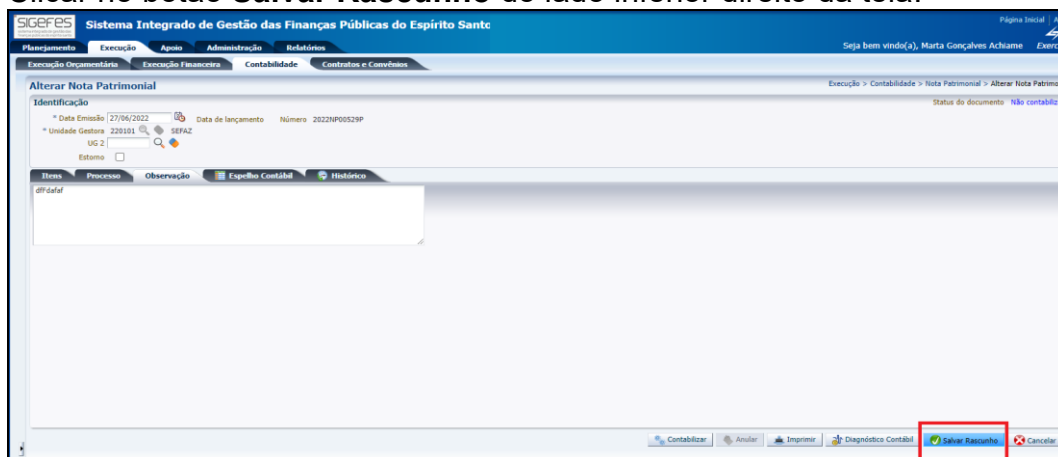 Clicar no botão Salvar Rascunho do lado inferior direito da tela.
SIGEFES Sistema Integrado de Gestão das Finanças Públicas do Espírito Santo
Página Inicial
Planejamento Execução Apoio Administração Relatórios
Seja bem vindo(a), Marta Gonçalves Achiame Exerc
Execução Orçamentária Execução Financeira Contabilidade Contratos e Convênios
Alterar Nota Patrimonial
Execução > Contabilidade > Nota Patrimonial > Alterar Nota Patrimo
Identificação
Status do documento Não contabiliz
* Data Emissão 27/06/2022 Data de lançamento Número 2022NP00529P
* Unidade Gestora 220101 SEFAZ
UG 2
Estorno
Itens Processo Observação Espelho Contábil Histórico
dffdafaf
Contabilizar Anular Imprimir Diagnóstico Contábil Salvar Rascunho Cancelar